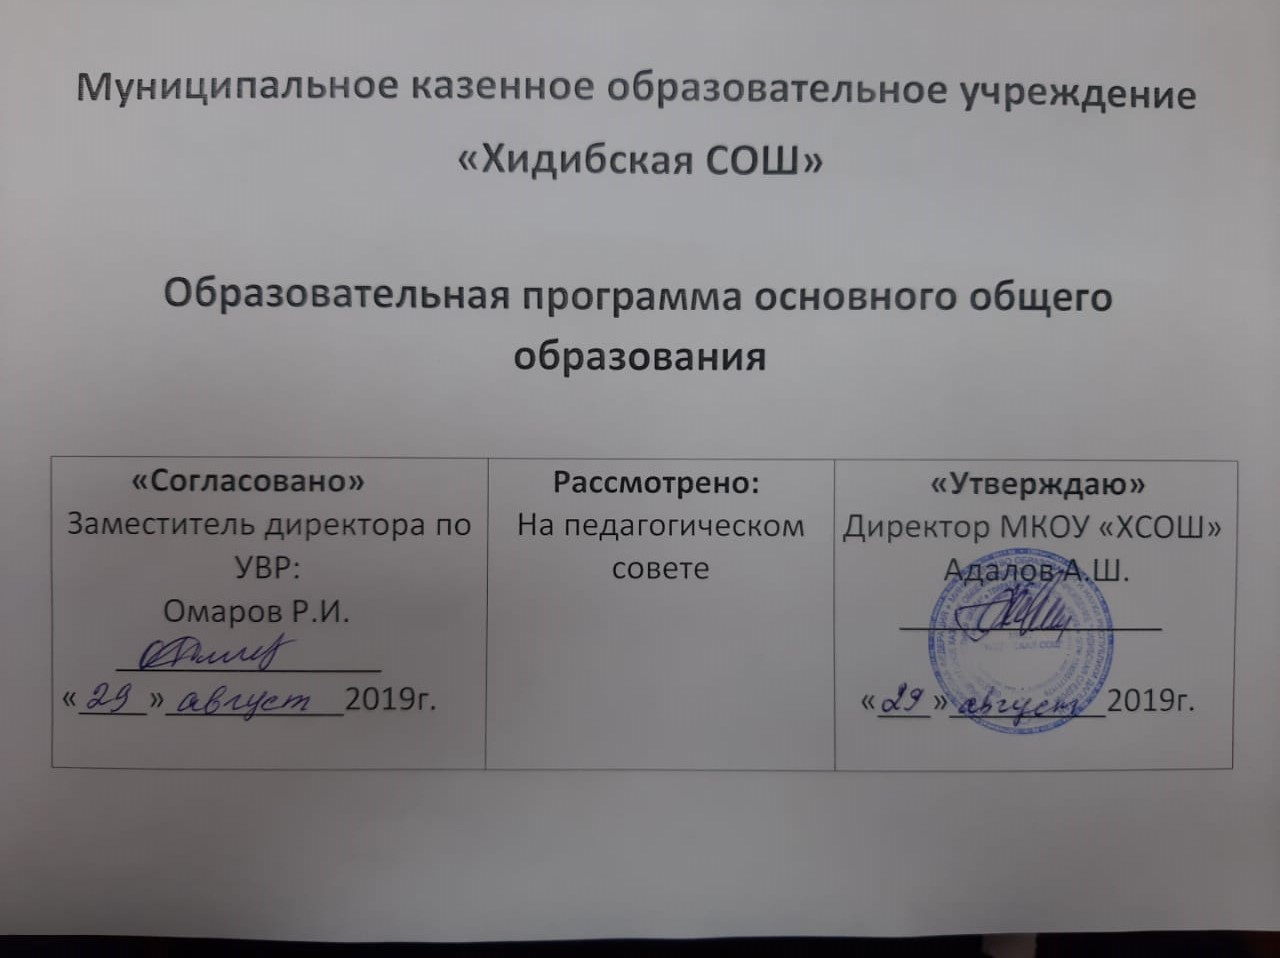 Муниципальное казенное образовательное учреждение
«Хидибская СОШ»
Образовательная программа основного общего
образования
«Согласовано»
Заместитель директора по
УВР:
Омаров Р.И.
«29» август 2019г.
Рассмотрено:
На педагогическом
совете
«Утверждаю»
Директор МКОУ «ХСОШ»
Адалов А.Ш.
«29» август 2019г.